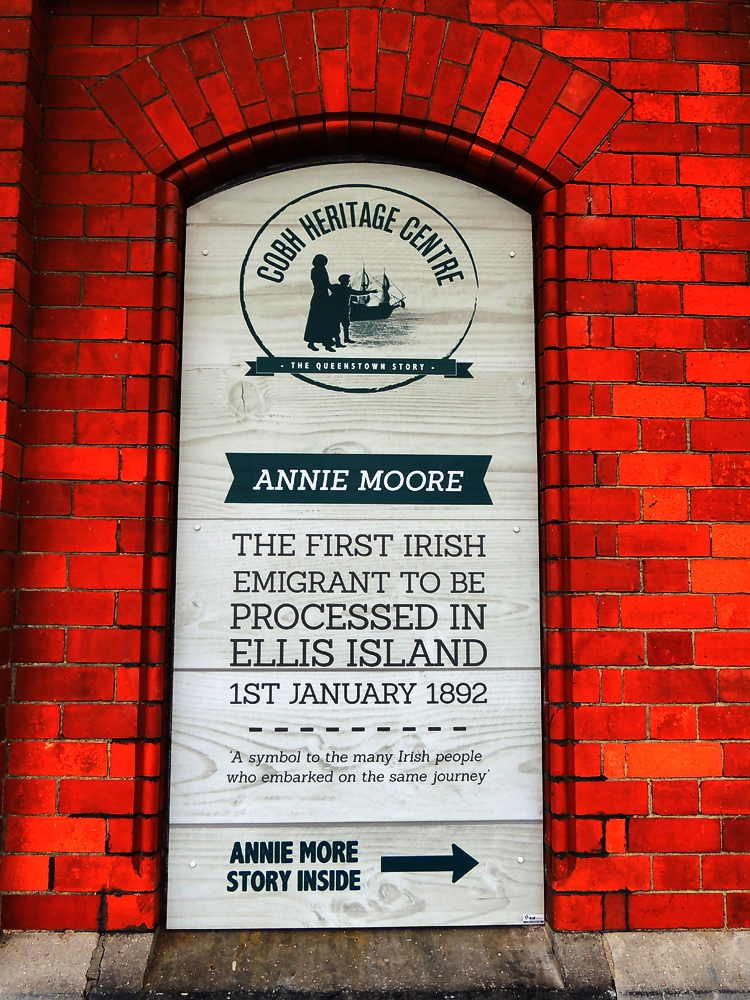 COBH HERITAGE CENTRE
· THE QUEENSTOWN STORY ·
ANNIE MOORE
THE FIRST IRISH
EMIGRANT TO BE
PROCESSED IN
ELLIS ISLAND
1ST JANUARY 1892
'A symbol to the many Irish people
who embarked on the same journey'
ANNIE MORE
STORY INSIDE